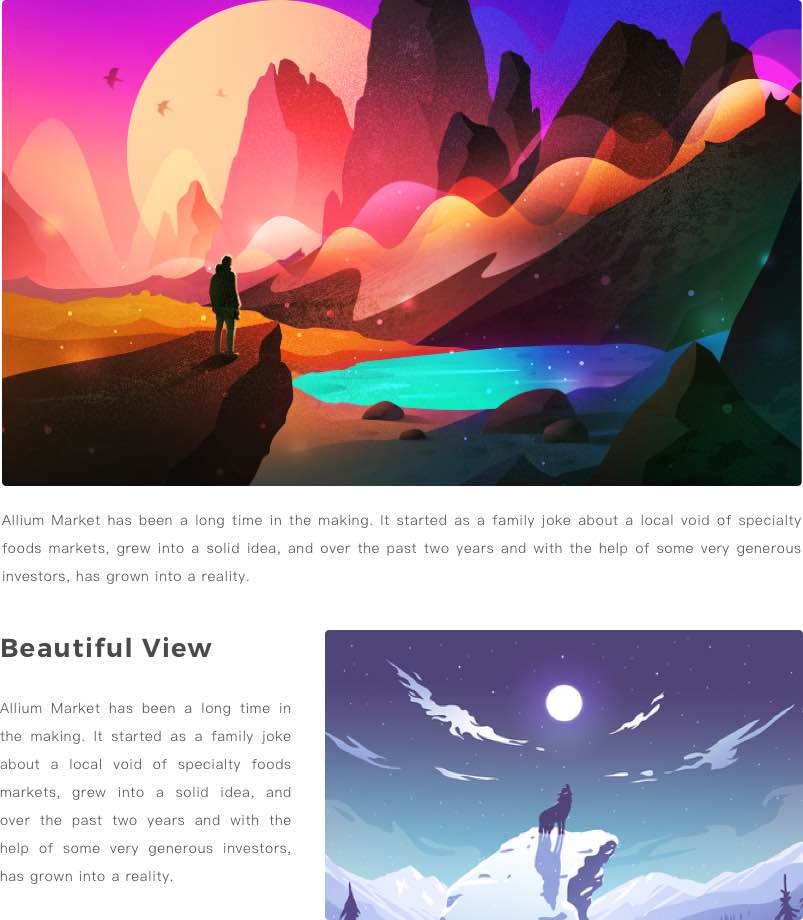 Allium Market has been a long time in the making. It started as a family joke about a local void of specialty
foods markets, grew into a solid idea, and over the past two years and with the help of some very generous
investors, has grown into a reality.
Beautiful View
Allium Market has been a long time in
the making. It started as a family joke
about a local void of specialty foods
markets, grew into a solid idea, and
over the past two years and with the
help of some very generous investors,
has grown into a reality.